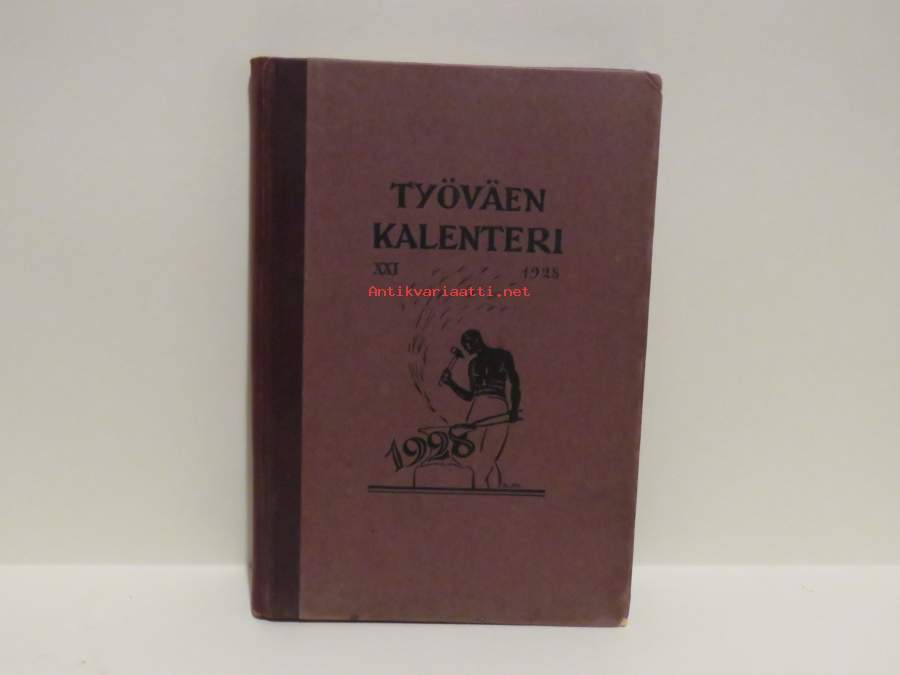 TYÖVÄEN
KALENTERI
XXI 1928
Antikvariaatti.net
1928